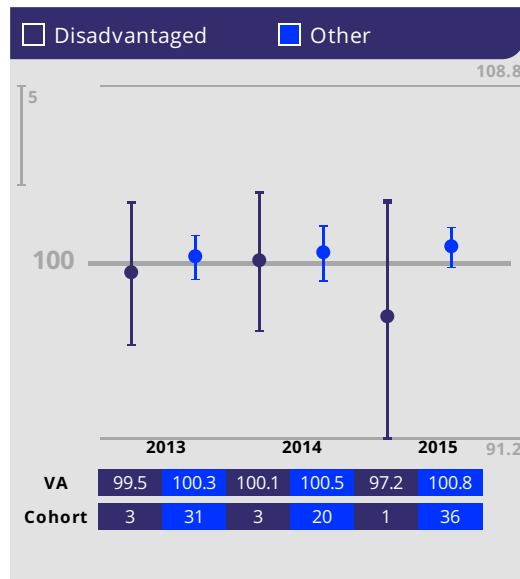 Disadvantaged Other
108.8
5
100
2013 2014 2015 91.2
VA 99.5 100.3 100.1 100.5 97.2 100.8
Cohort 3 31 3 20 1 36